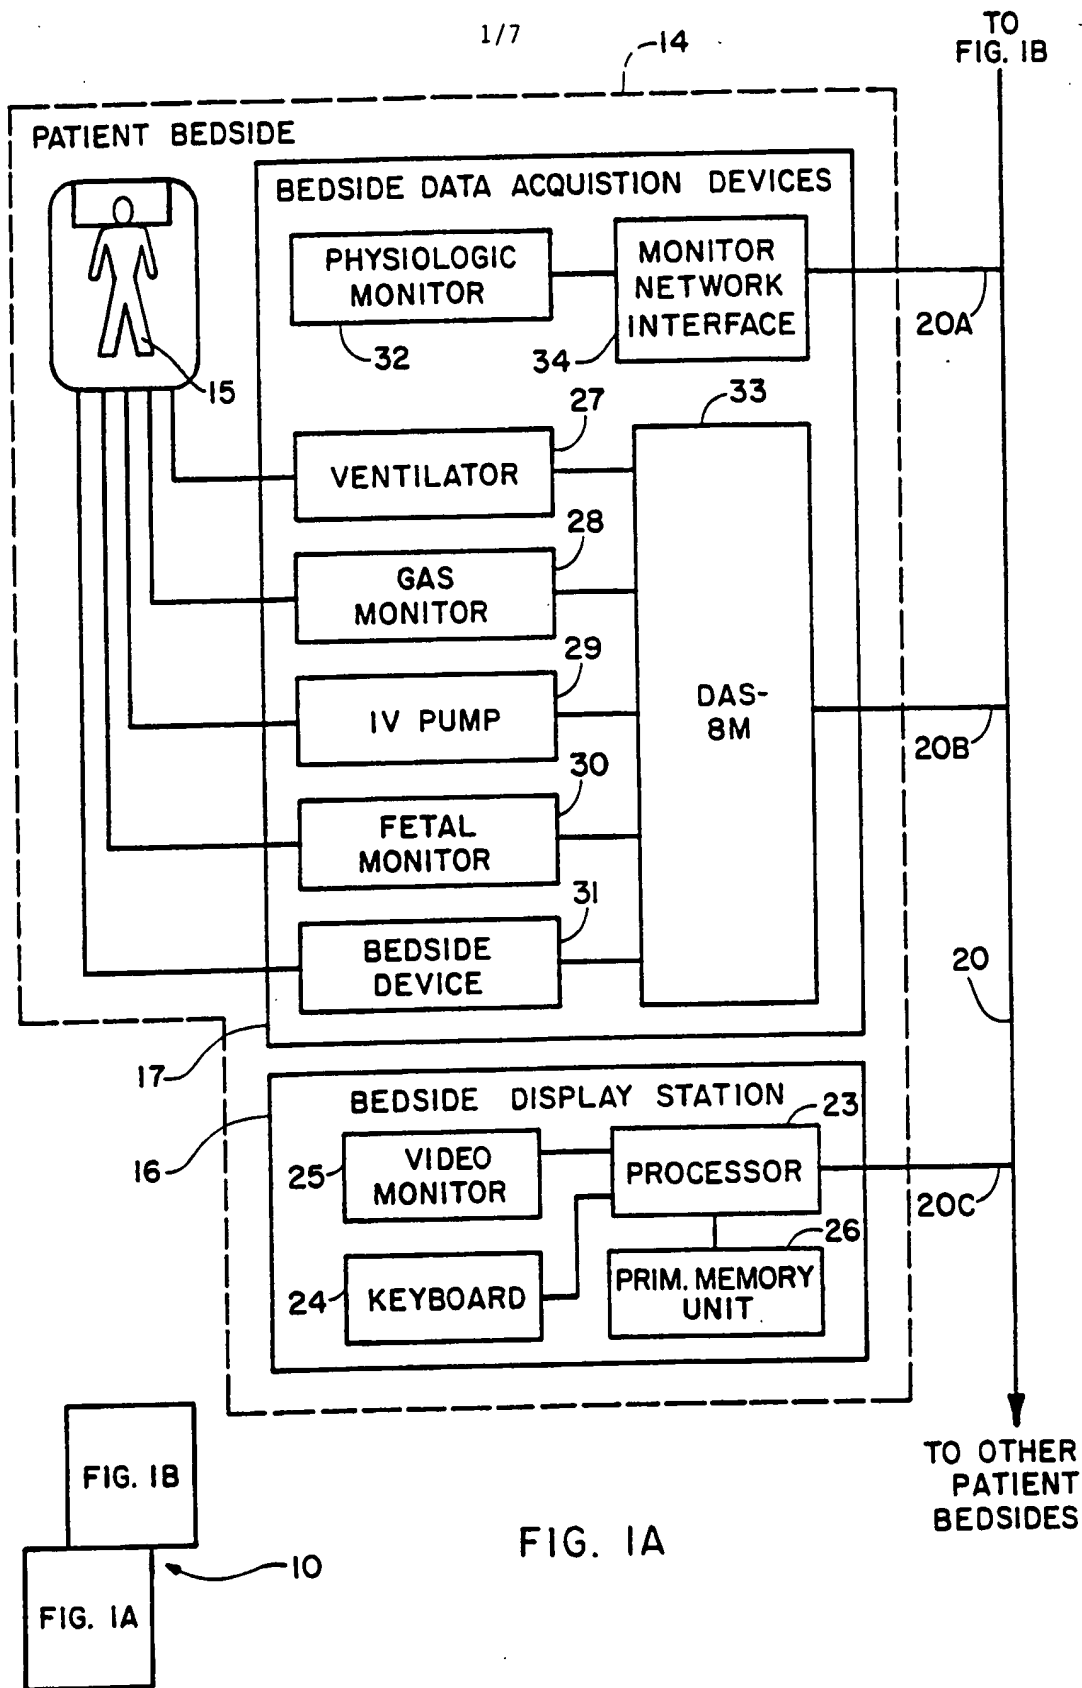 1/7
TO
FIG. 1B
14
PATIENT BEDSIDE
BEDSIDE DATA ACQUISTION DEVICES
PHYSIOLOGIC
MONITOR
MONITOR
NETWORK
INTERFACE
20A
32
34
15
27
33
VENTILATOR
28
GAS
MONITOR
29
IV PUMP
DAS-
8M
20B
30
FETAL
MONITOR
31
BEDSIDE
DEVICE
20
17
BEDSIDE DISPLAY STATION
23
16
25
VIDEO
MONITOR
PROCESSOR
20C
26
24
KEYBOARD
PRIM. MEMORY
UNIT
TO OTHER
PATIENT
BEDSIDES
FIG. 1B
FIG. 1A
10
FIG. 1A